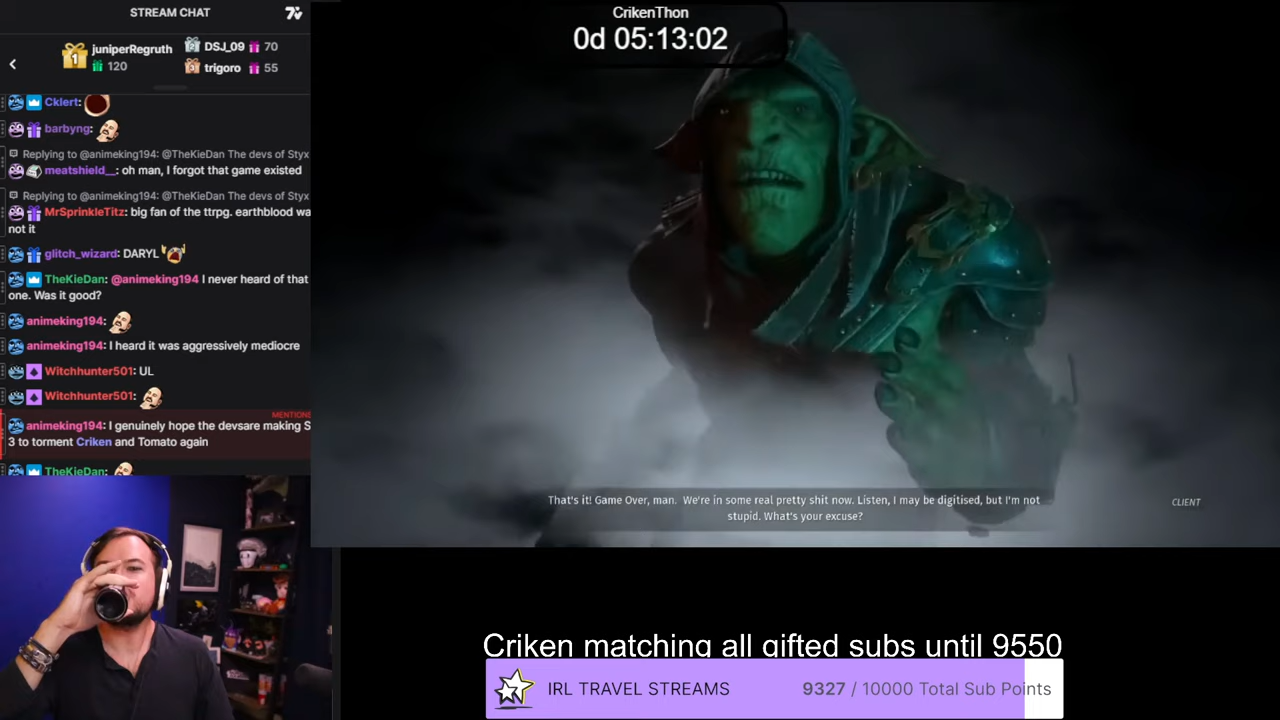 STREAM CHAT
juniperRegruth
120
DSJ_09 70
trigoro 55
1
Cklert:
barbyng:
Replying to @animeking194: @TheKieDan The devs of Styx
meatshield__: oh man, I forgot that game existed
Replying to @animeking194: @TheKieDan The devs of Styx
MrSprinkleTitz: big fan of the ttrpg. earthblood wa
not it
glitch_wizard: DARYL
TheKieDan: @animeking194 I never heard of that
one. Was it good?
animeking194:
animeking194: I heard it was aggressively mediocre
Witchhunter501: UL
Witchhunter501:
MENTIONS
animeking194: I genuinely hope the devsare making S
3 to torment Criken and Tomato again
TheKieDan:
CrikenThon
0d 05:13:02
That's it! Game Over, man. We're in some real pretty shit now. Listen, I may be digitised, but I'm not
stupid. What's your excuse?
CLIENT
Criken matching all gifted subs until 9550
IRL TRAVEL STREAMS 9327 / 10000 Total Sub Points